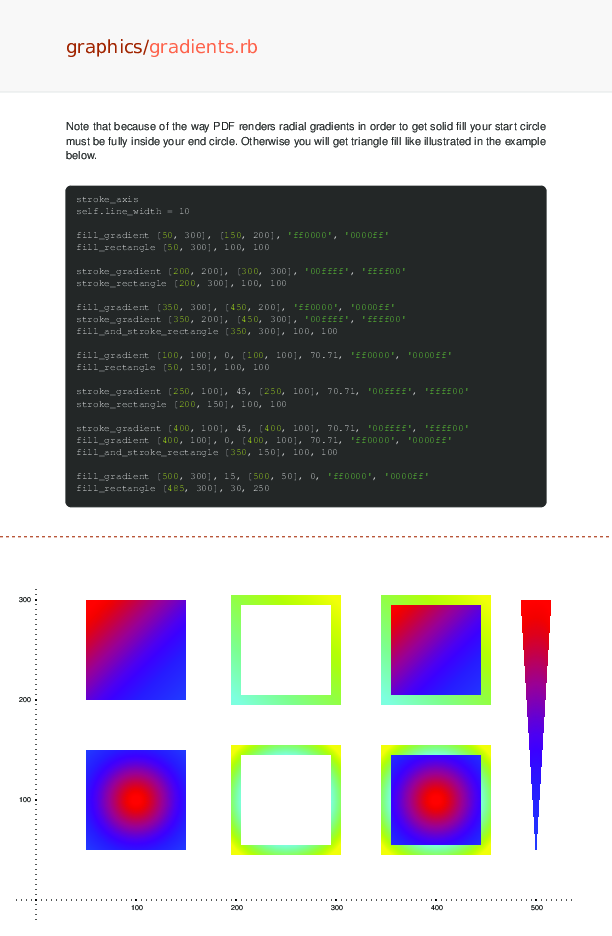 graphics/gradients.rb
Note that because of the way PDF renders radial gradients in order to get solid fill your start circle
must be fully inside your end circle. Otherwise you will get triangle fill like illustrated in the example
below.
stroke_axis
self.line_width = 10
fill_gradient [50, 300], [150, 200], 'ff0000', '0000ff'
fill_rectangle [50, 300], 100, 100
stroke_gradient [200, 200], [300, 300], '00ffff', 'ffff00'
stroke_rectangle [200, 300], 100, 100
fill_gradient [350, 300], [450, 200], 'ff0000', '0000ff'
stroke_gradient [350, 200], [450, 300], '00ffff', 'ffff00'
fill_and_stroke_rectangle [350, 300], 100, 100
fill_gradient [100, 100], 0, [100, 100], 70.71, 'ff0000', '0000ff'
fill_rectangle [50, 150], 100, 100
stroke_gradient [250, 100], 45, [250, 100], 70.71, '00ffff', 'ffff00'
stroke_rectangle [200, 150], 100, 100
stroke_gradient [400, 100], 45, [400, 100], 70.71, '00ffff', 'ffff00'
fill_gradient [400, 100], 0, [400, 100], 70.71, 'ff0000', '0000ff'
fill_and_stroke_rectangle [350, 150], 100, 100
fill_gradient [500, 300], 15, [500, 50], 0, 'ff0000', '0000ff'
fill_rectangle [485, 300], 30, 250
300
200
100
100 200 300 400 500